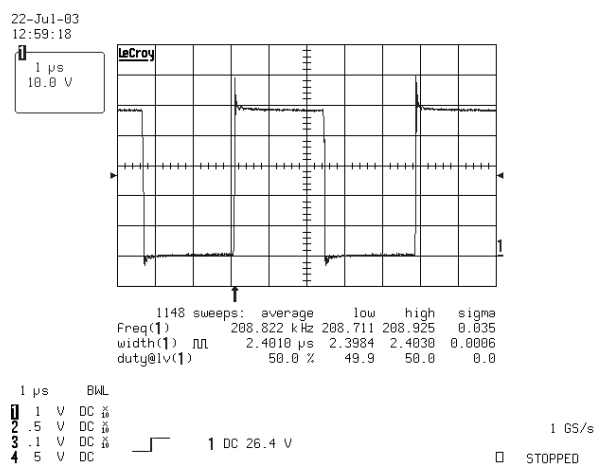 22-Jul-03
12:59:18
1
1 µs
10.0 V
LeCroy
1
1148 sweeps: average low high sigma
Freq(1) 208.822 kHz 208.711 208.925 0.035
width(1) 2.4010 µs 2.3984 2.4030 0.0006
duty@lv(1) 50.0 % 49.9 50.0 0.0
1 µs BWL
1 1 V DC X10
2 .5 V DC X10
3 .1 V DC X10
4 5 V DC
1 DC 26.4 V
1 GS/s
STOPPED